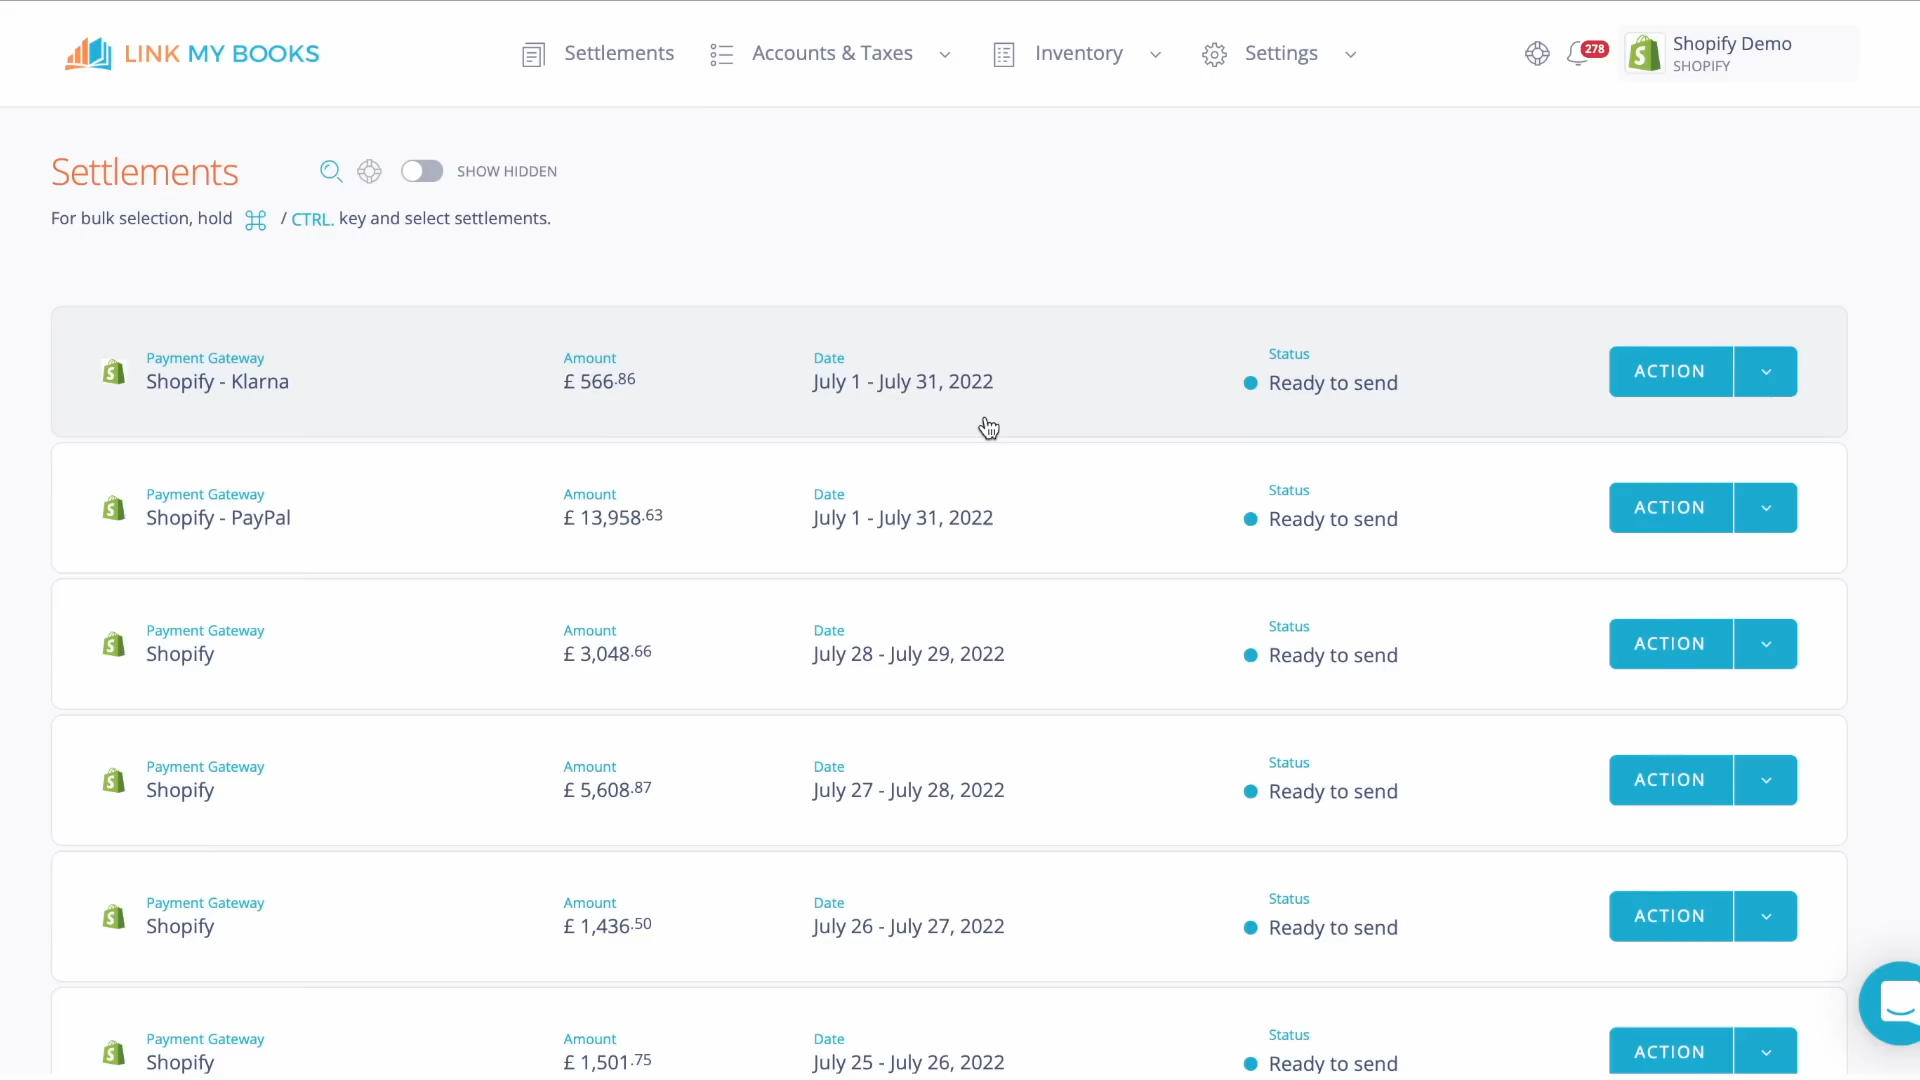 LINK MY BOOKS
Settlements
Accounts & Taxes
Inventory
Settings
278
Shopify Demo
SHOPIFY
Settlements
SHOW HIDDEN
For bulk selection, hold ⌘ / CTRL. key and select settlements.
Payment Gateway Amount Date Status
Shopify - Klarna £ 566.86 July 1 - July 31, 2022 Ready to send ACTION
Payment Gateway Amount Date Status
Shopify - PayPal £ 13,958.63 July 1 - July 31, 2022 Ready to send ACTION
Payment Gateway Amount Date Status
Shopify £ 3,048.66 July 28 - July 29, 2022 Ready to send ACTION
Payment Gateway Amount Date Status
Shopify £ 5,608.87 July 27 - July 28, 2022 Ready to send ACTION
Payment Gateway Amount Date Status
Shopify £ 1,436.50 July 26 - July 27, 2022 Ready to send ACTION
Payment Gateway Amount Date Status
Shopify £ 1,501.75 July 25 - July 26, 2022 Ready to send ACTION